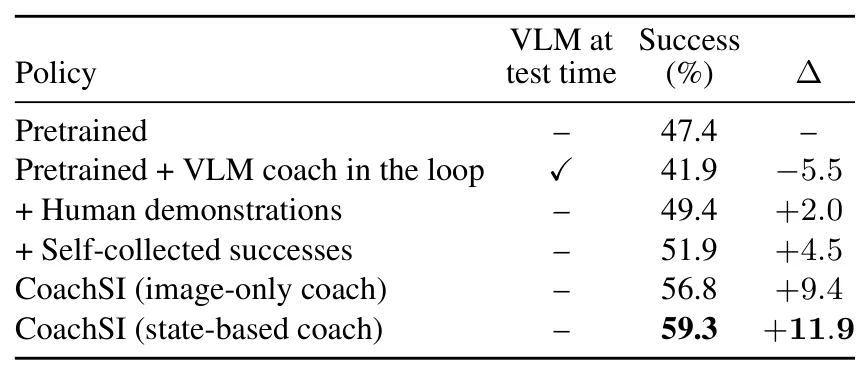 Policy VLM at test time Success (%) Δ
Pretrained – 47.4 –
Pretrained + VLM coach in the loop ✓ 41.9 −5.5
+ Human demonstrations – 49.4 +2.0
+ Self-collected successes – 51.9 +4.5
CoachSI (image-only coach) – 56.8 +9.4
CoachSI (state-based coach) – 59.3 +11.9